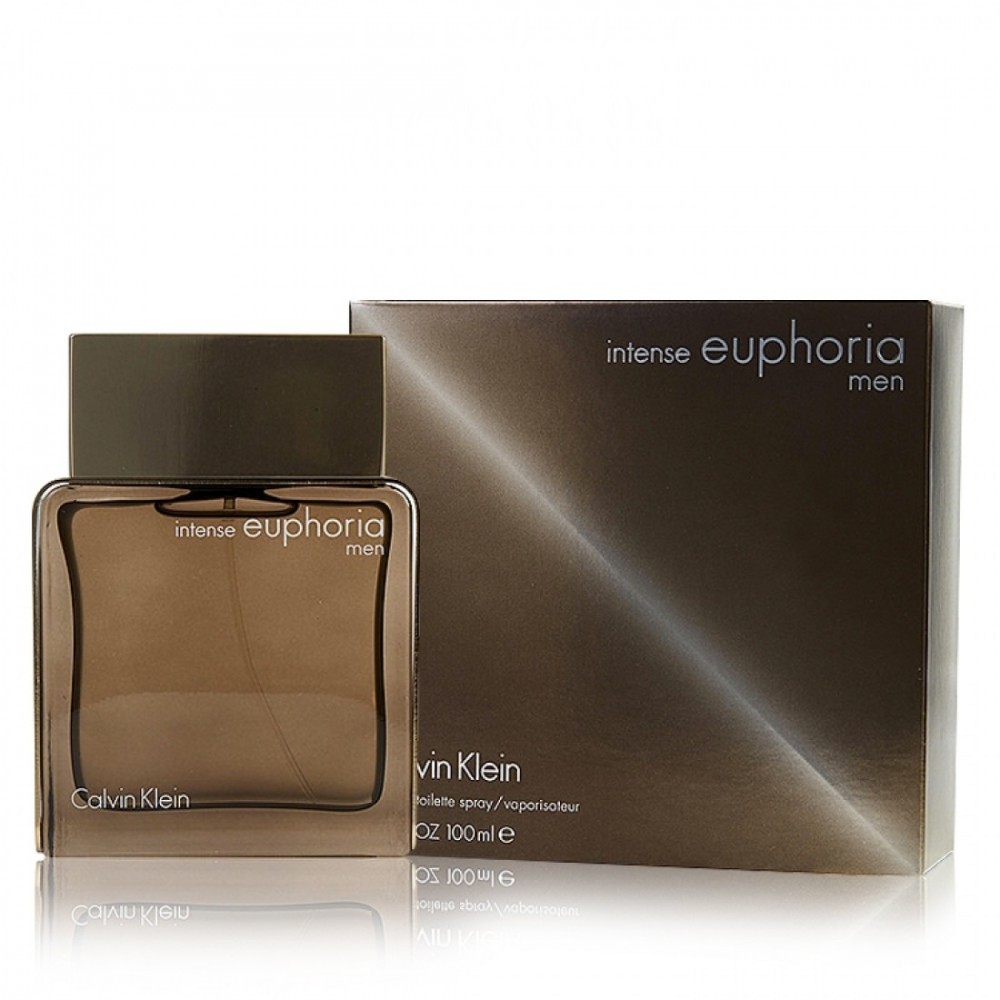 intense euphoria
men
intense euphoria
men
Calvin Klein
vin Klein
toilette spray/vaporisateur
OZ 100ml ℮